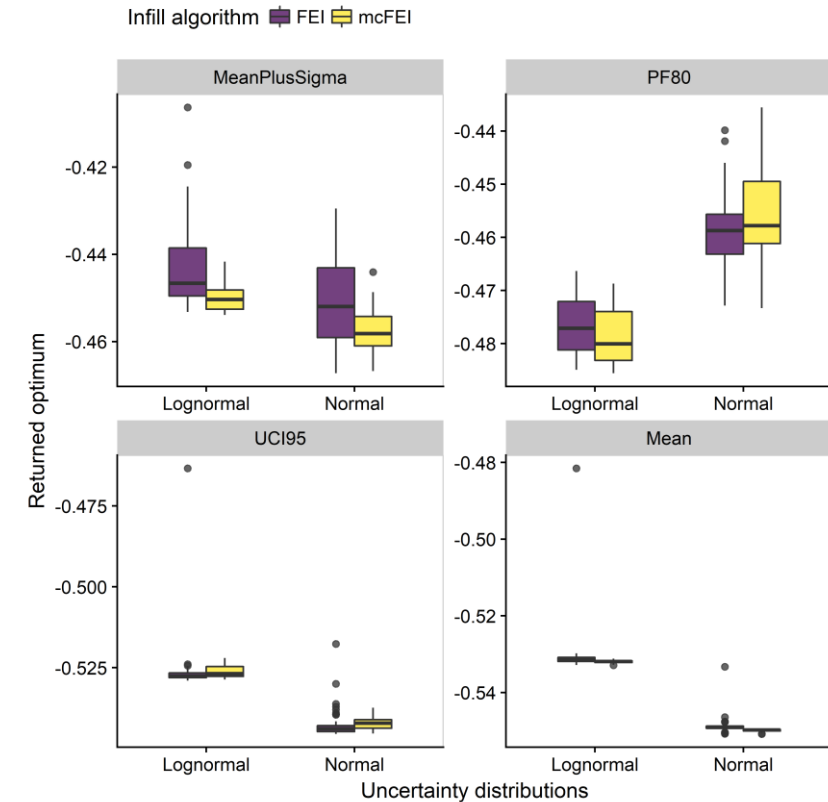 Infill algorithm FEI mcFEI
MeanPlusSigma
PF80
-0.42
-0.44
-0.46
-0.44
-0.45
-0.46
-0.47
-0.48
Lognormal Normal
Lognormal Normal
UCI95
Mean
-0.475
-0.500
-0.525
-0.48
-0.50
-0.52
-0.54
Lognormal Normal
Lognormal Normal
Returned optimum
Uncertainty distributions